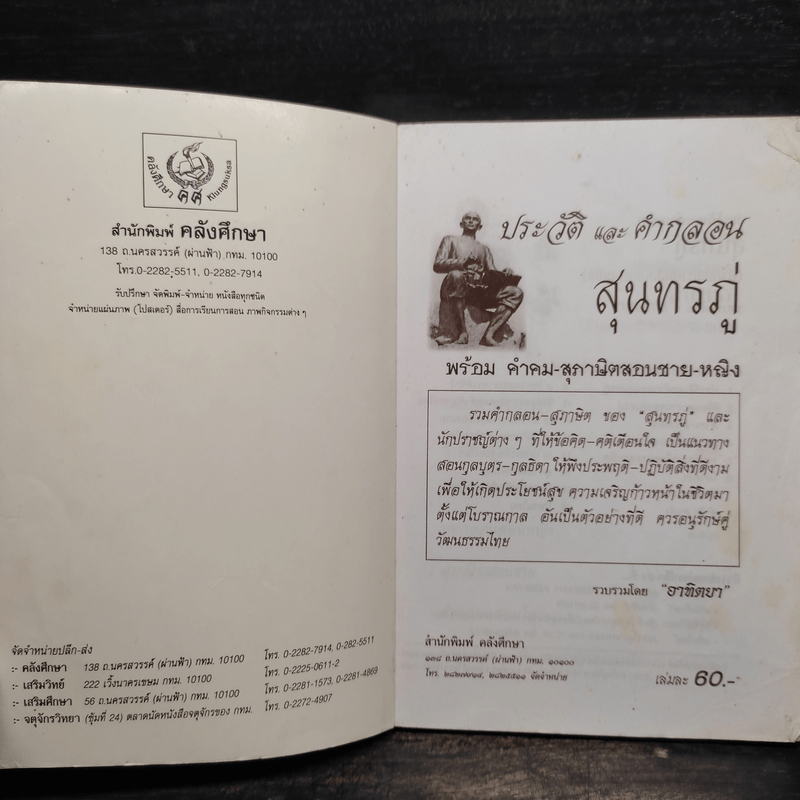 คลังศึกษา
คส
Klungsuksa
สำนักพิมพ์ คลังศึกษา
138 ถ.นครสวรรค์ (ผ่านฟ้า) กทม. 10100
โทร.0-2282-5511, 0-2282-7914
รับปรึกษา จัดพิมพ์-จำหน่าย หนังสือทุกชนิด
จำหน่ายแผ่นภาพ (โปสเตอร์) สื่อการเรียนการสอน ภาพกิจกรรมต่าง ๆ
จัดจำหน่ายปลีก-ส่ง
:- คลังศึกษา 138 ถ.นครสวรรค์ (ผ่านฟ้า) กทม. 10100 โทร. 0-2282-7914, 0-282-5511
:- เสริมวิทย์ 222 เวิ้งนาครเขษม กทม. 10100 โทร. 0-2225-0611-2
:- เสริมศึกษา 56 ถ.นครสวรรค์ (ผ่านฟ้า) กทม. 10100 โทร. 0-2281-1573, 0-2281-4869
:- จตุจักรวิทยา (ซุ้มที่ 24) ตลาดนัดหนังสือจตุจักรของ กทม. โทร. 0-2272-4907
ประวัติ และ คำกลอน
สุนทรภู่
พร้อม คำคม-สุภาษิตสอนชาย-หญิง
รวมคำกลอน-สุภาษิต ของ "สุนทรภู่" และ
นักปราชญ์ต่าง ๆ ที่ให้ข้อคิด-คติเตือนใจ เป็นแนวทาง
สอนกุลบุตร-กุลธิดา ให้พึงประพฤติ-ปฏิบัติสิ่งที่ดีงาม
เพื่อให้เกิดประโยชน์สุข ความเจริญก้าวหน้าในชีวิตมา
ตั้งแต่โบราณกาล อันเป็นตัวอย่างที่ดี ควรอนุรักษ์คู่
วัฒนธรรมไทย
รวบรวมโดย "อาทิตยา"
สำนักพิมพ์ คลังศึกษา
๑๓๘ ถ.นครสวรรค์ (ผ่านฟ้า) กทม. ๑๐๑๐๐
โทร. ๒๘๒๗๙๑๔, ๒๘๒๕๕๑๑ จัดจำหน่าย
เล่มละ 60.-